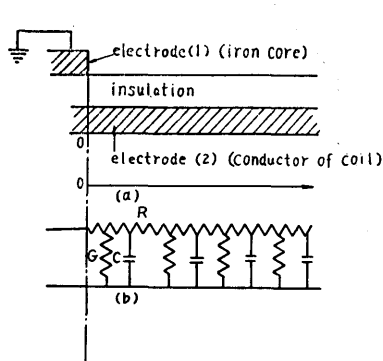 electrode(1) (iron core)
insulation
0
electrode (2) (conductor of coil)
0
(a)
R
G C
(b)